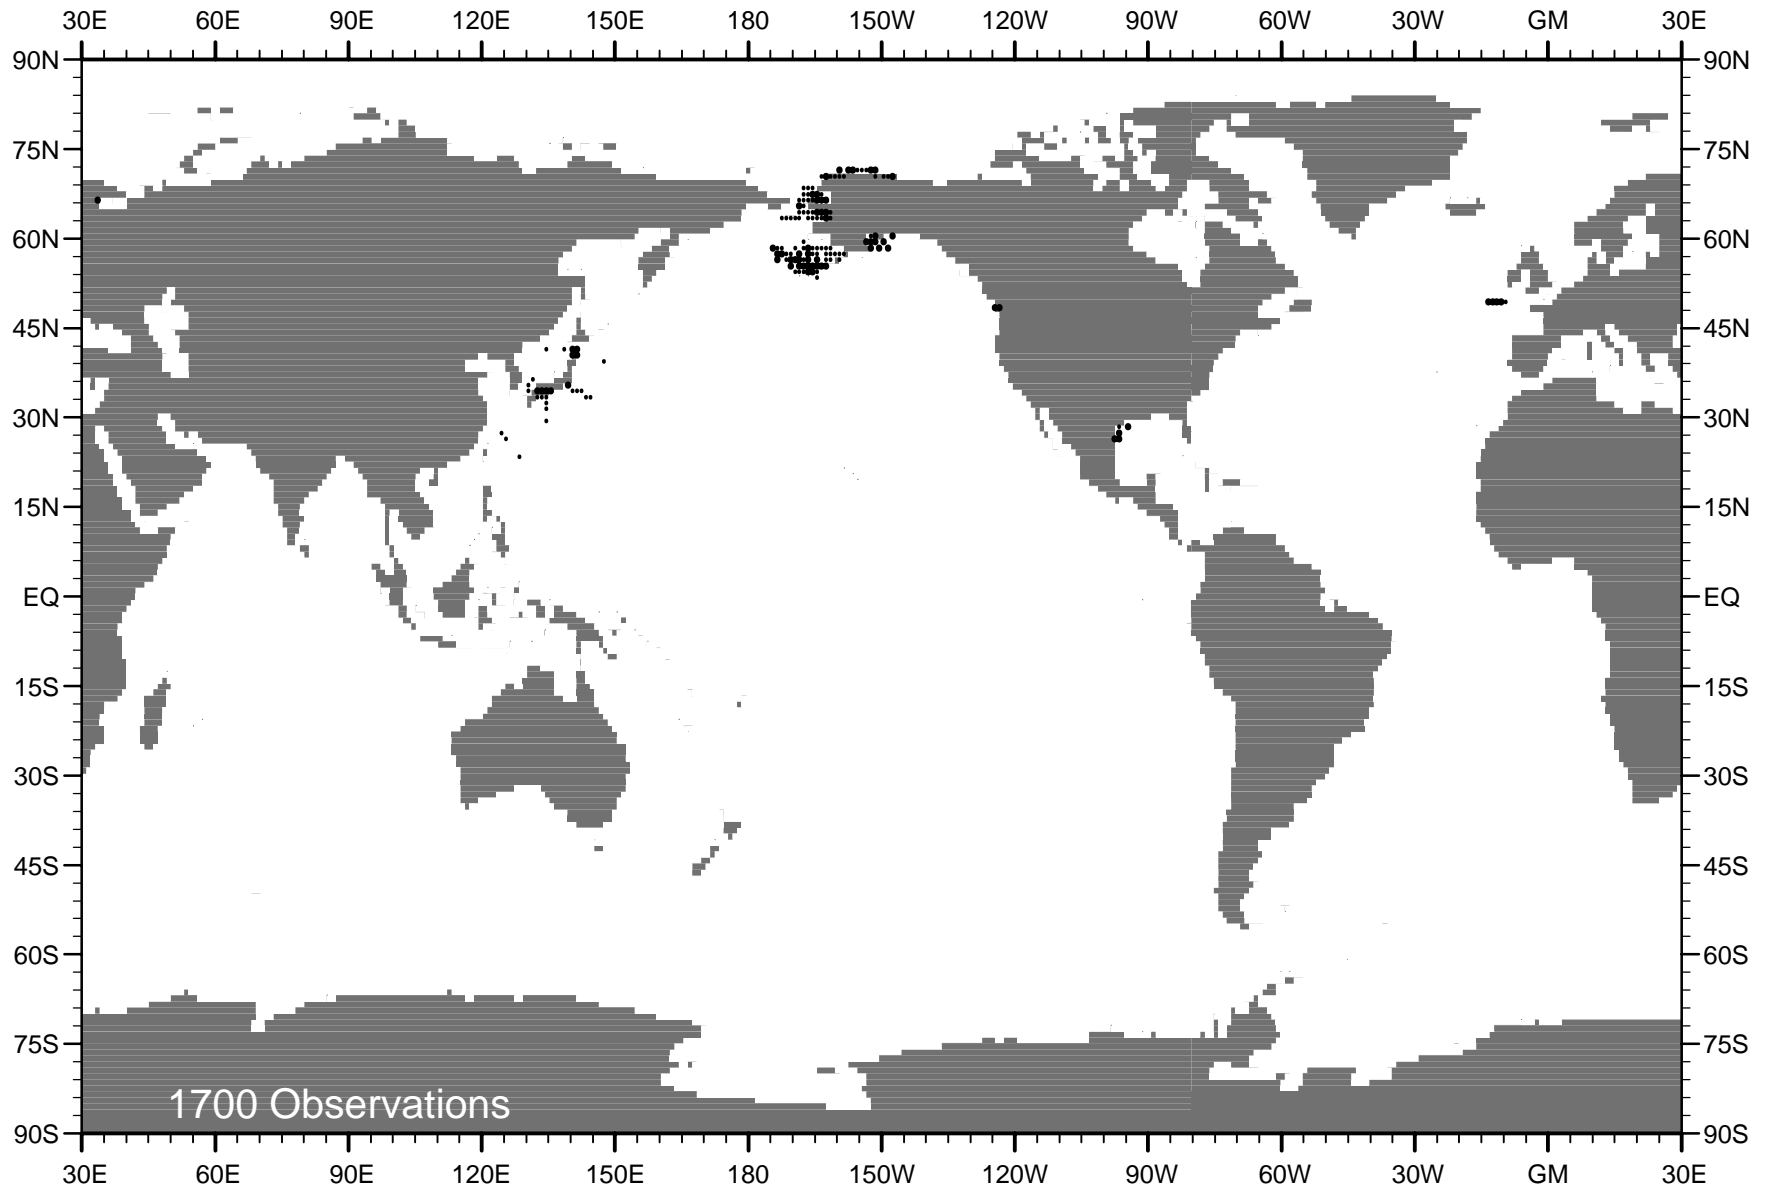 30E 60E 90E 120E 150E 180 150W 120W 90W 60W 30W GM 30E
90N 90N
75N 75N
60N 60N
45N 45N
30N 30N
15N 15N
EQ EQ
15S 15S
30S 30S
45S 45S
60S 60S
75S 75S
1700 Observations
90S 90S
30E 60E 90E 120E 150E 180 150W 120W 90W 60W 30W GM 30E